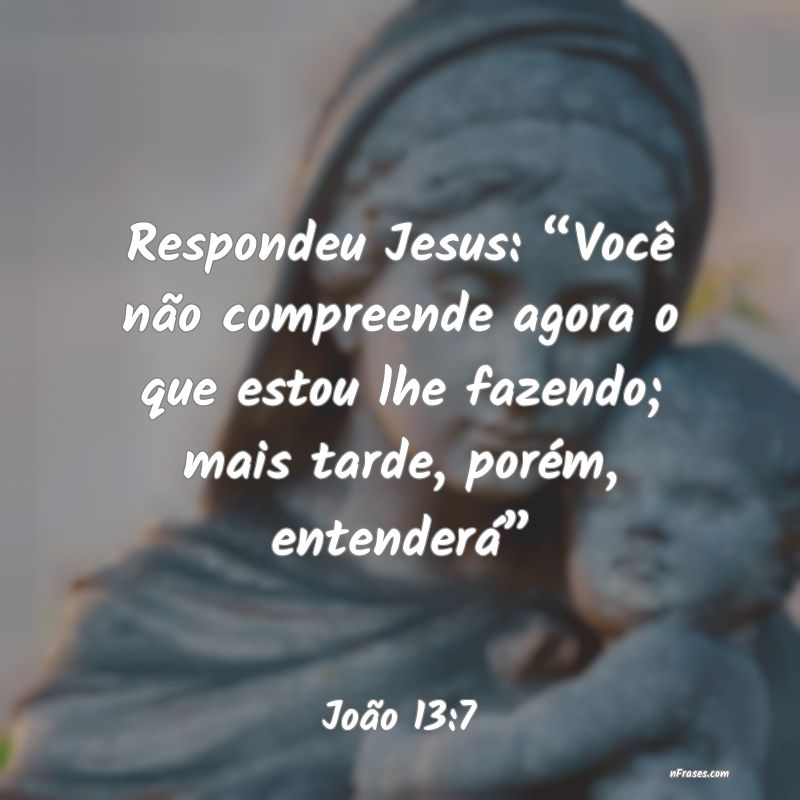 Respondeu Jesus: “Você
não compreende agora o
que estou lhe fazendo;
mais tarde, porém,
entenderá”
João 13:7
nFrases.com